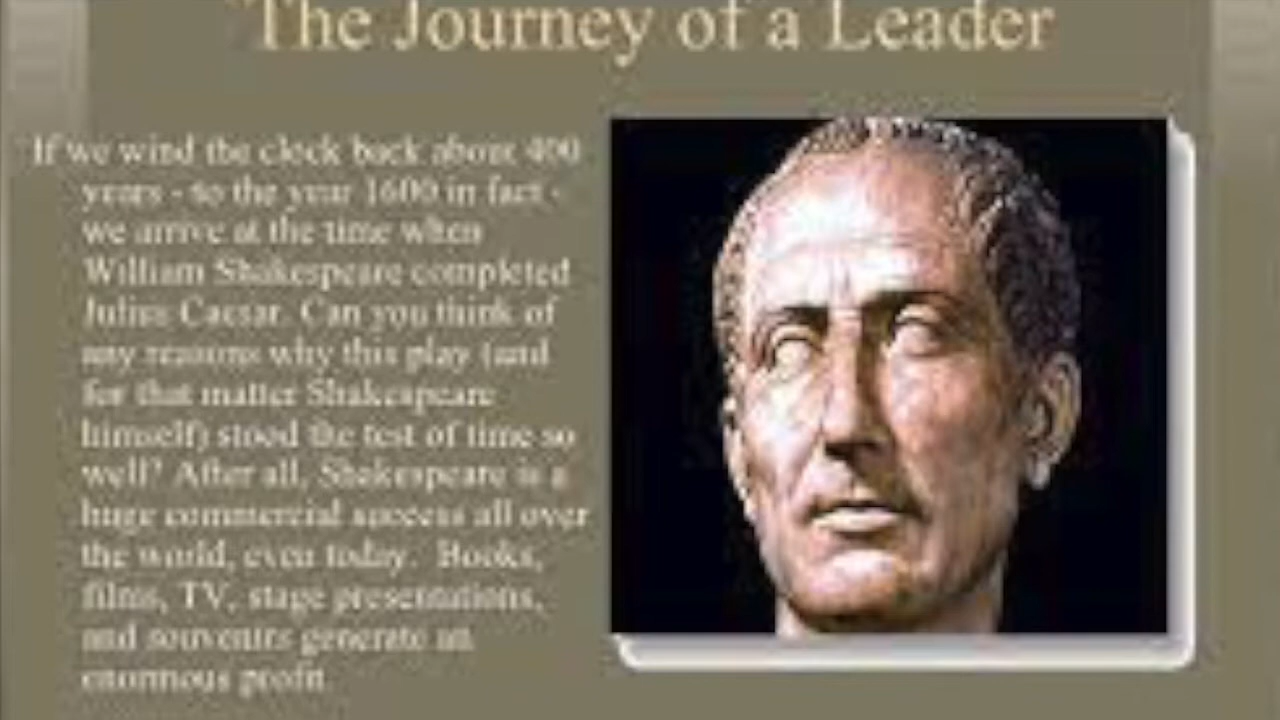 The Journey of a Leader
If we wind the clock back about 400
years - to the year 1600 in fact -
we arrive at the time when
William Shakespeare completed
Julius Caesar. Can you think of
any reasons why this play (and
for that matter Shakespeare
himself) stood the test of time so
well? After all, Shakespeare is a
huge commercial success all over
the world, even today. Books,
films, TV, stage presentations,
and souvenirs generate an
enormous profit.